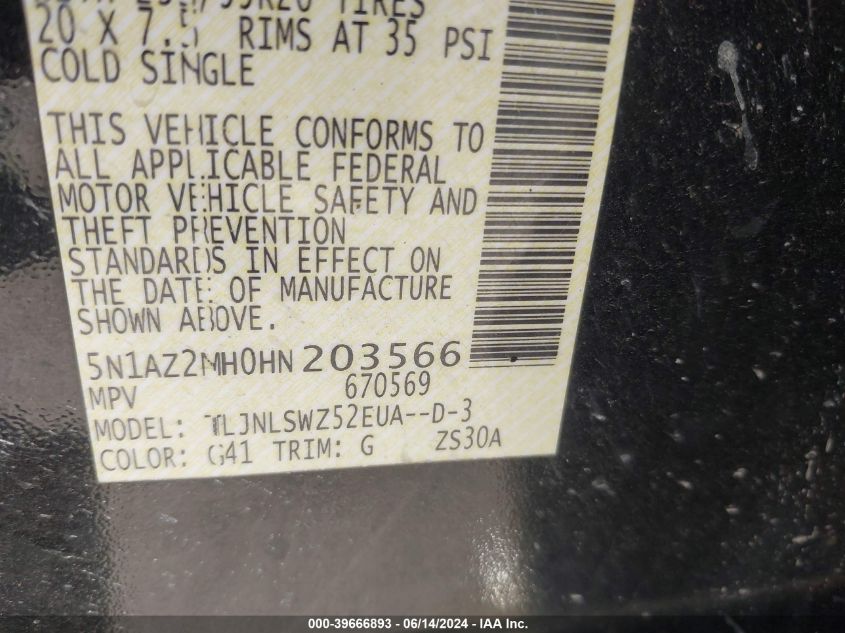 TIRES
20 X 7.5 RIMS AT 35 PSI
COLD SINGLE
THIS VEHICLE CONFORMS TO
ALL APPLICABLE FEDERAL
MOTOR VEHICLE SAFETY AND
THEFT PREVENTION
STANDARDS IN EFFECT ON
THE DATE OF MANUFACTURE
SHOWN ABOVE.
5N1AZ2MH0HN203566
MPV 670569
MODEL: TLJNLSWZ52EUA--D-3
COLOR: G41 TRIM: G ZS30A
000-39666893 - 06/14/2024 - IAA Inc.